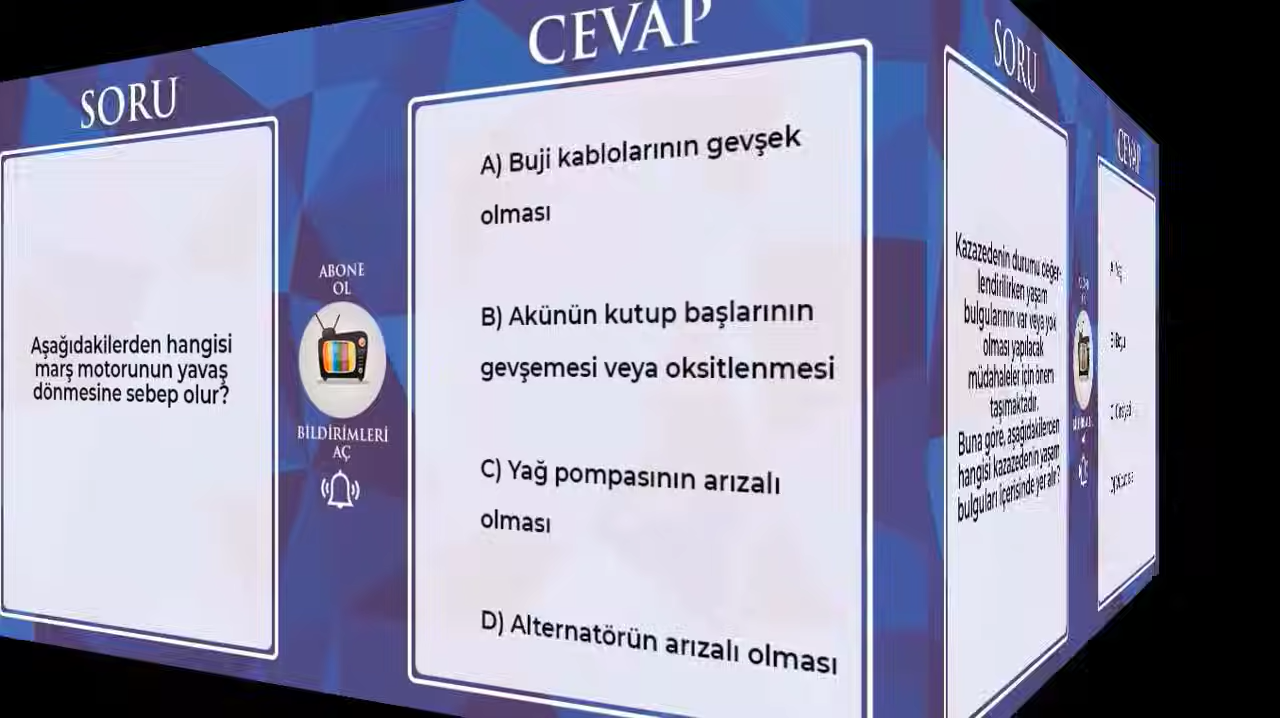 SORU
Aşağıdakilerden hangisi
marş motorunun yavaş
dönmesine sebep olur?
ABONE
OL
BİLDİRİMLERİ
AÇ
CEVAP
A) Buji kablolarının gevşek
olması
B) Akünün kutup başlarının
gevşemesi veya oksitlenmesi
C) Yağ pompasının arızalı
olması
D) Alternatörün arızalı olması
SORU
Kazazedenin durumu değer-
lendirilirken yaşam
bulgularının var veya yok
olması yapılacak
müdahaleler için önem
taşımaktadır.
Buna göre, aşağıdakilerden
hangisi kazazedenin yaşam
bulguları içerisinde yer alır?
CEVAP